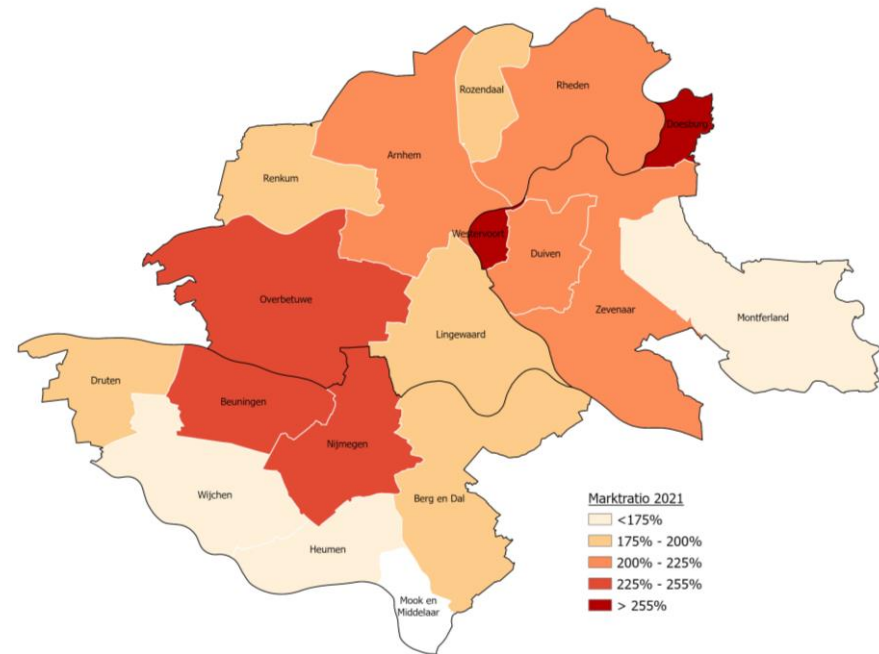 Rozendaal
Rheden
Doesburg
Arnhem
Renkum
Westervoort
Duiven
Overbetuwe
Zevenaar
Montferland
Lingewaard
Druten
Beuningen
Nijmegen
Wijchen
Berg en Dal
Heumen
Mook en
Middelaar
Marktratio 2021
<175%
175% - 200%
200% - 225%
225% - 255%
> 255%